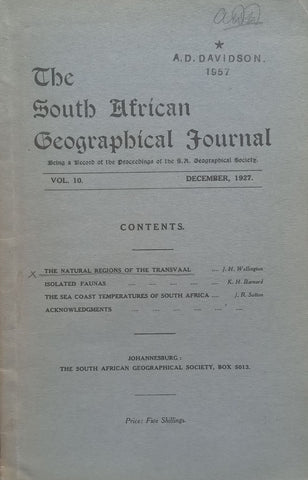 A.D. DAVIDSON.
1957
The
South African
Geographical Journal
Being a Record of the Proceedings of the S.A. Geographical Society.
VOL. 10. DECEMBER, 1927.
CONTENTS.
X THE NATURAL REGIONS OF THE TRANSVAAL .... J. H. Wellington
ISOLATED FAUNAS .... .... .... .... K. H. Barnard
THE SEA COAST TEMPERATURES OF SOUTH AFRICA .... J. R. Sutton
ACKNOWLEDGMENTS .... .... .... .... ....
JOHANNESBURG:
THE SOUTH AFRICAN GEOGRAPHICAL SOCIETY, BOX 5013.
Price: Five Shillings.